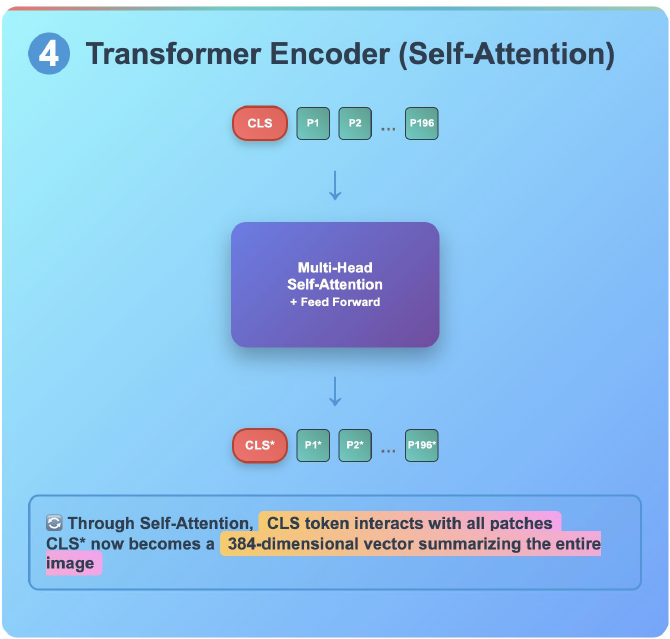 4 Transformer Encoder (Self-Attention)
CLS P1 P2 ... P196
Multi-Head
Self-Attention
+ Feed Forward
CLS* P1* P2* ... P196*
🔄 Through Self-Attention, CLS token interacts with all patches
CLS* now becomes a 384-dimensional vector summarizing the entire
image